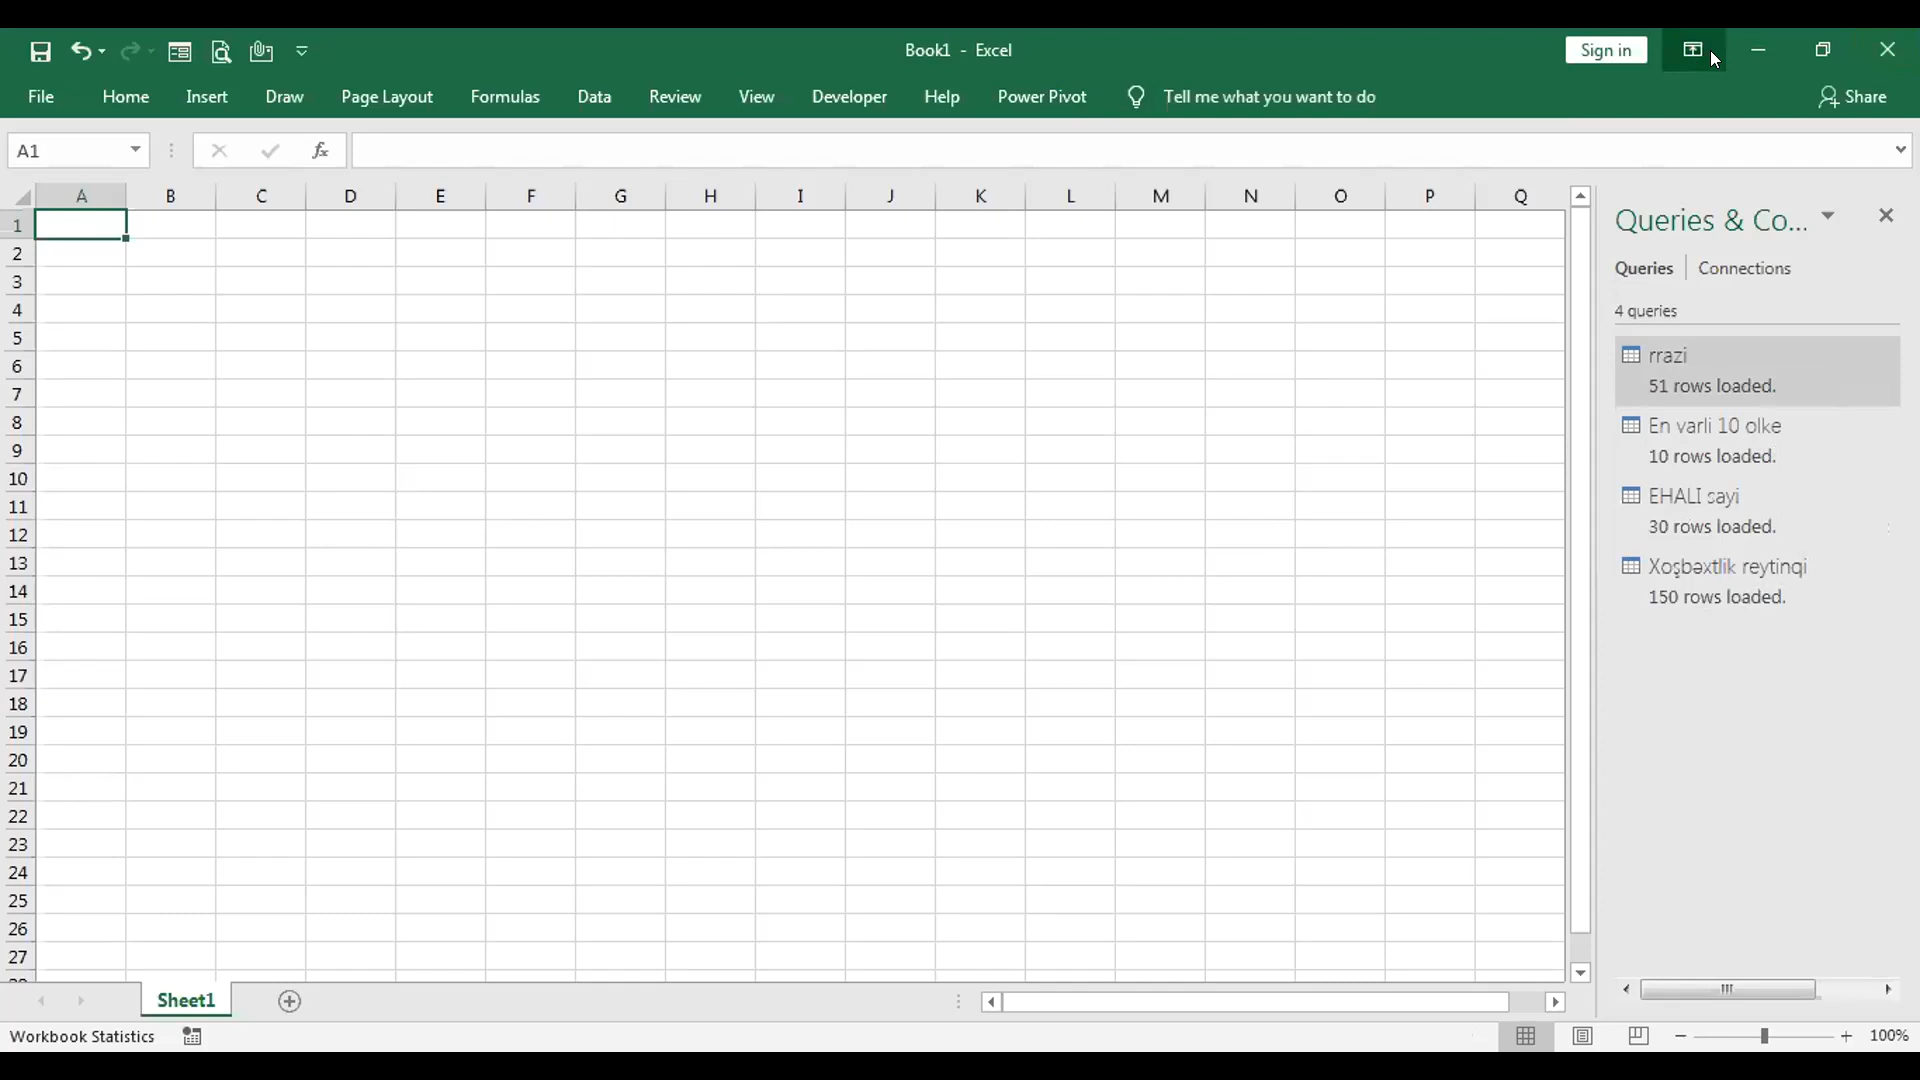 Book1 - Excel
Sign in
File Home Insert Draw Page Layout Formulas Data Review View Developer Help Power Pivot Tell me what you want to do Share
A1 fx
A B C D E F G H I J K L M N O P Q
1
2
3
4
5
6
7
8
9
10
11
12
13
14
15
16
17
18
19
20
21
22
23
24
25
26
27
Queries & Co...
Queries Connections
4 queries
rrazi
51 rows loaded.
En varli 10 olke
10 rows loaded.
EHALI sayi
30 rows loaded.
Xoşbəxtlik reytinqi
150 rows loaded.
Sheet1
Workbook Statistics
100%